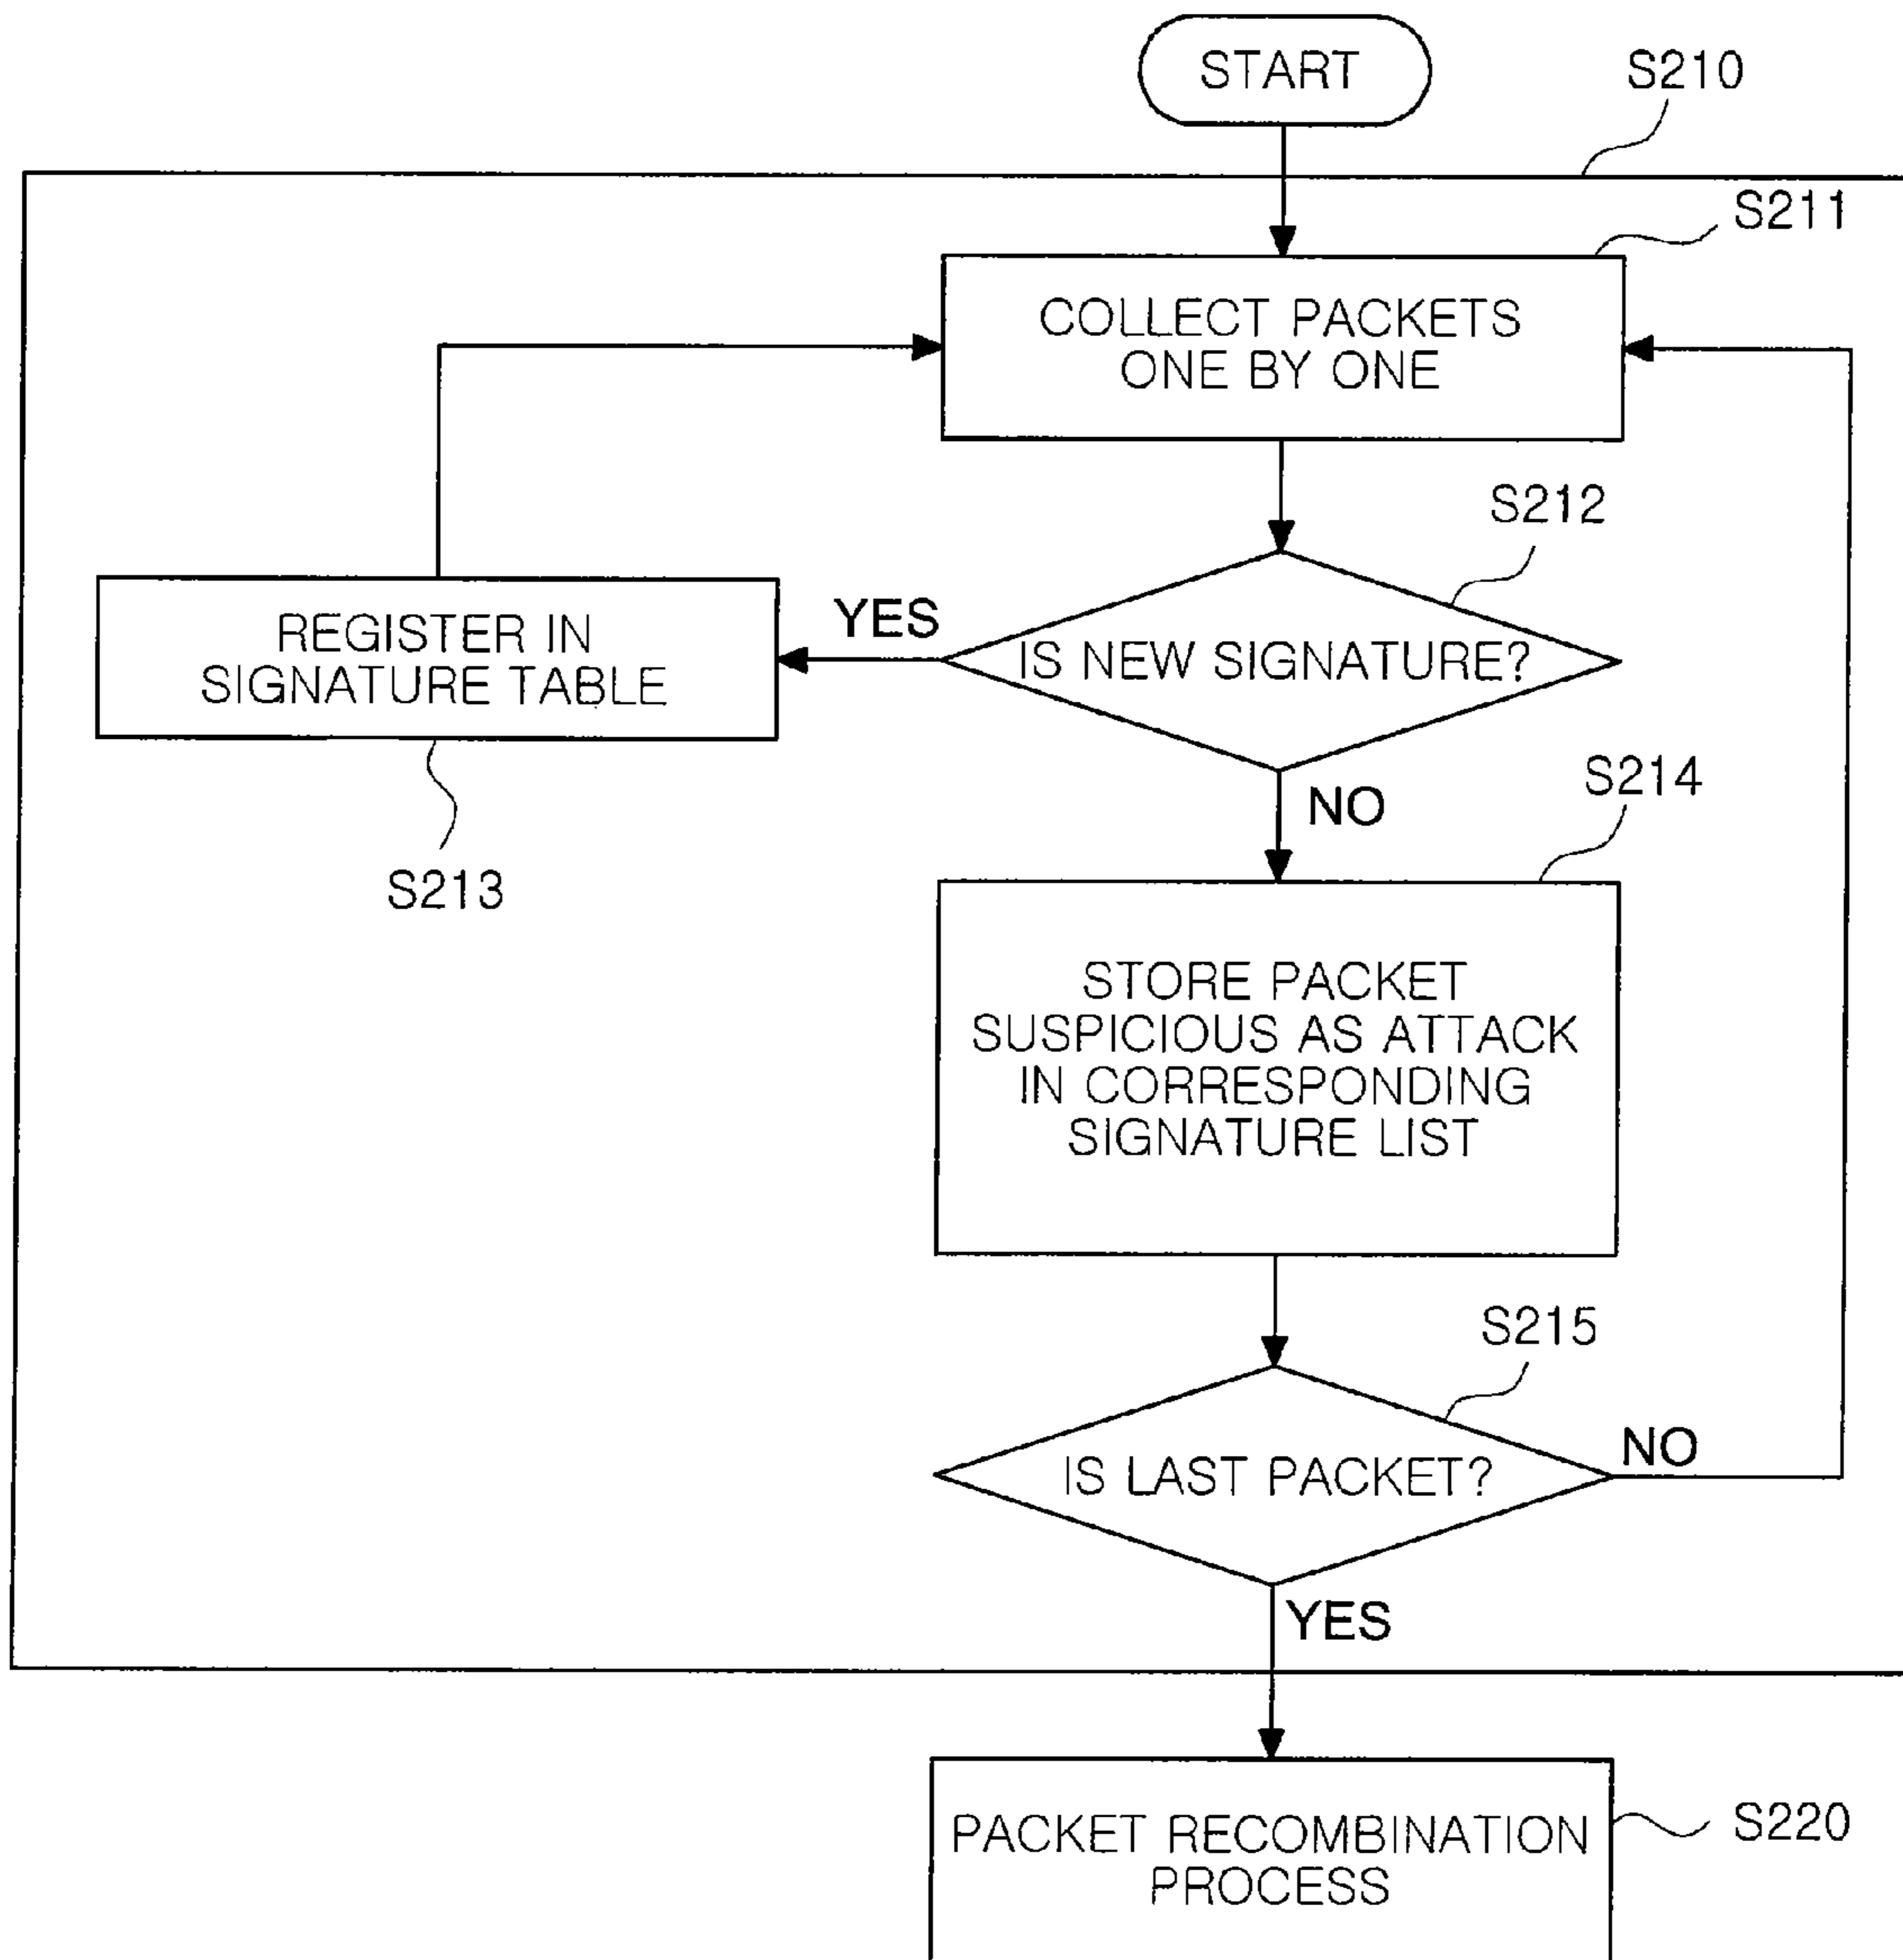 START
S210
S211
COLLECT PACKETS
ONE BY ONE
S212
YES
IS NEW SIGNATURE?
REGISTER IN
SIGNATURE TABLE
S213
NO
S214
STORE PACKET
SUSPICIOUS AS ATTACK
IN CORRESPONDING
SIGNATURE LIST
S215
IS LAST PACKET?
NO
YES
PACKET RECOMBINATION
PROCESS
S220